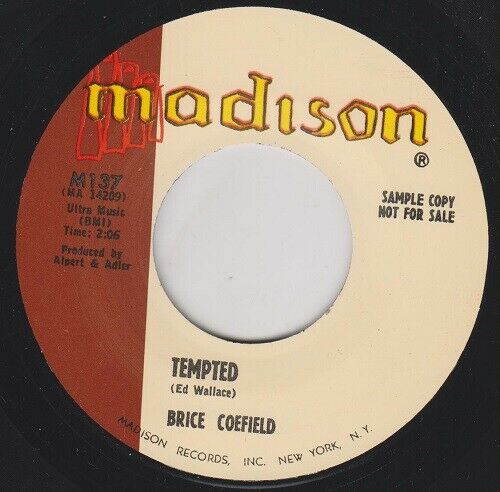 madison
®
M137
(MA 14209)
Ultra Music
(BMI)
Time: 2:06
Produced by
Alpert & Adler
SAMPLE COPY
NOT FOR SALE
TEMPTED
(Ed Wallace)
BRICE COEFIELD
MADISON RECORDS, INC. NEW YORK, N.Y.